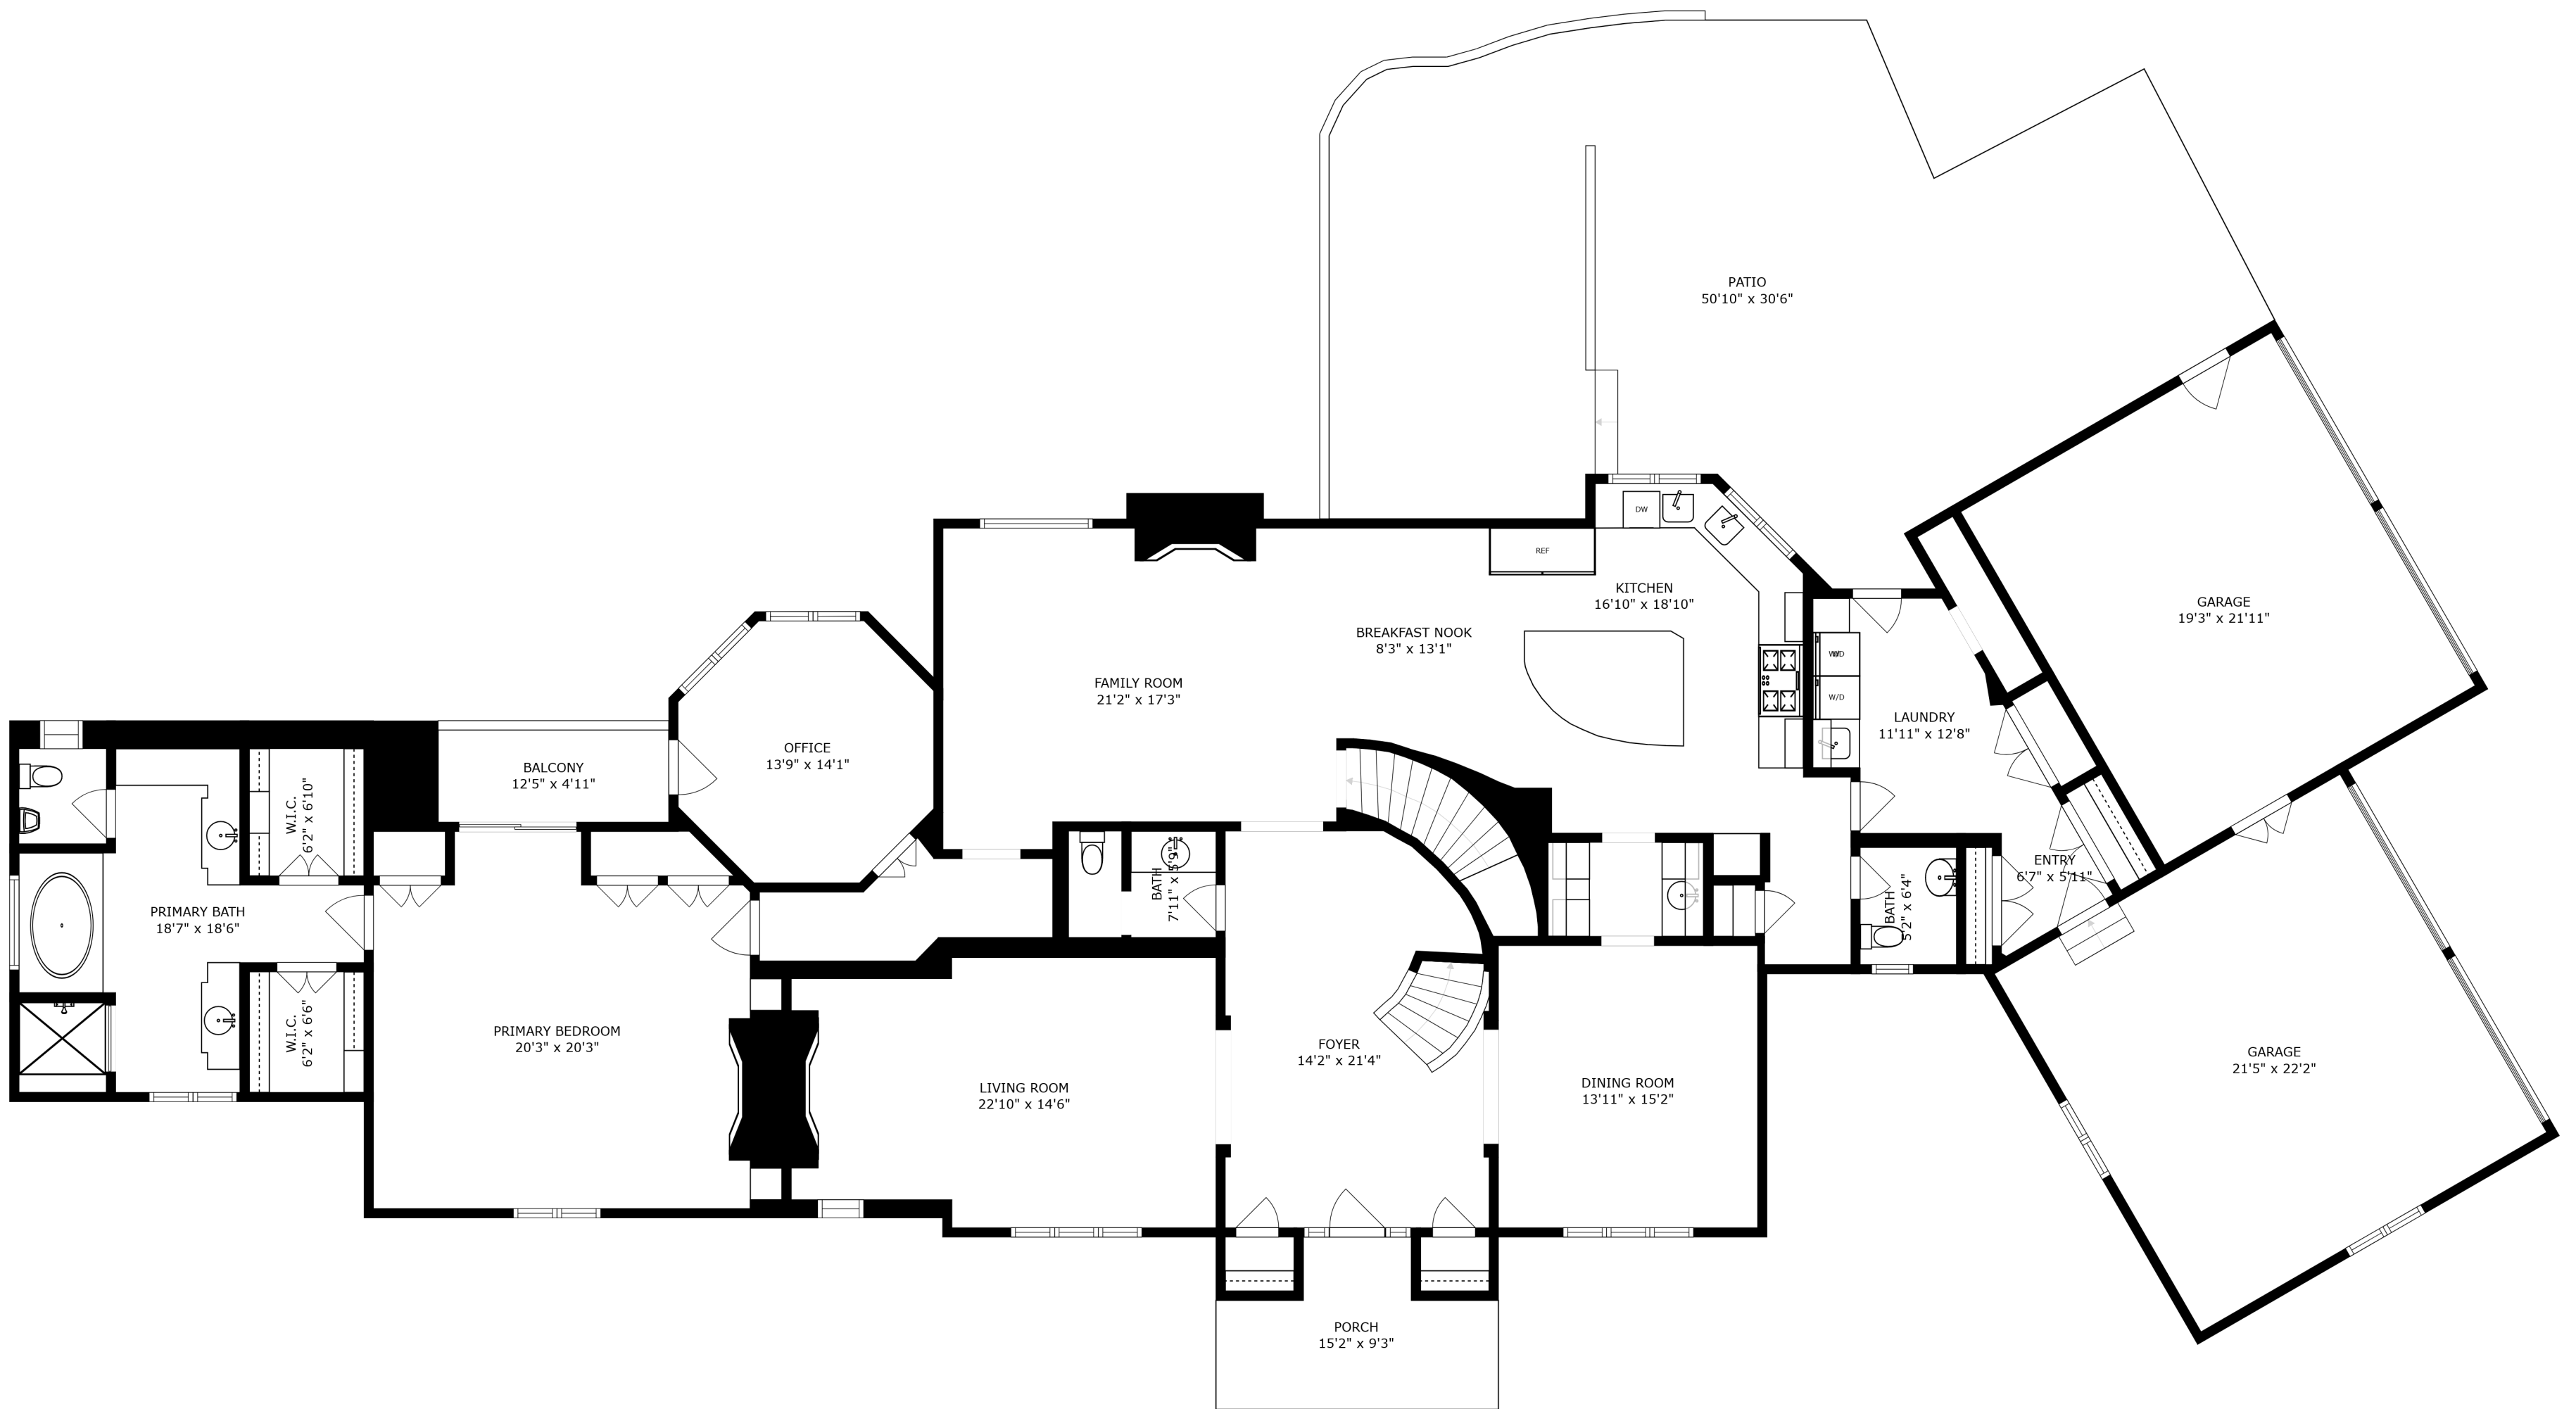 PATIO
50'10" x 30'6"
DW
REF
KITCHEN
16'10" x 18'10"
GARAGE
19'3" x 21'11"
BREAKFAST NOOK
8'3" x 13'1"
FAMILY ROOM
21'2" x 17'3"
W/D
W/D
LAUNDRY
11'11" x 12'8"
OFFICE
13'9" x 14'1"
BALCONY
12'5" x 4'11"
W.I.C.
6'2" x 6'10"
BATH
7'11" x 5'9"
ENTRY
6'7" x 5'11"
BATH
5'2" x 6'4"
PRIMARY BATH
18'7" x 18'6"
W.I.C.
6'2" x 6'6"
PRIMARY BEDROOM
20'3" x 20'3"
FOYER
14'2" x 21'4"
GARAGE
21'5" x 22'2"
LIVING ROOM
22'10" x 14'6"
DINING ROOM
13'11" x 15'2"
PORCH
15'2" x 9'3"